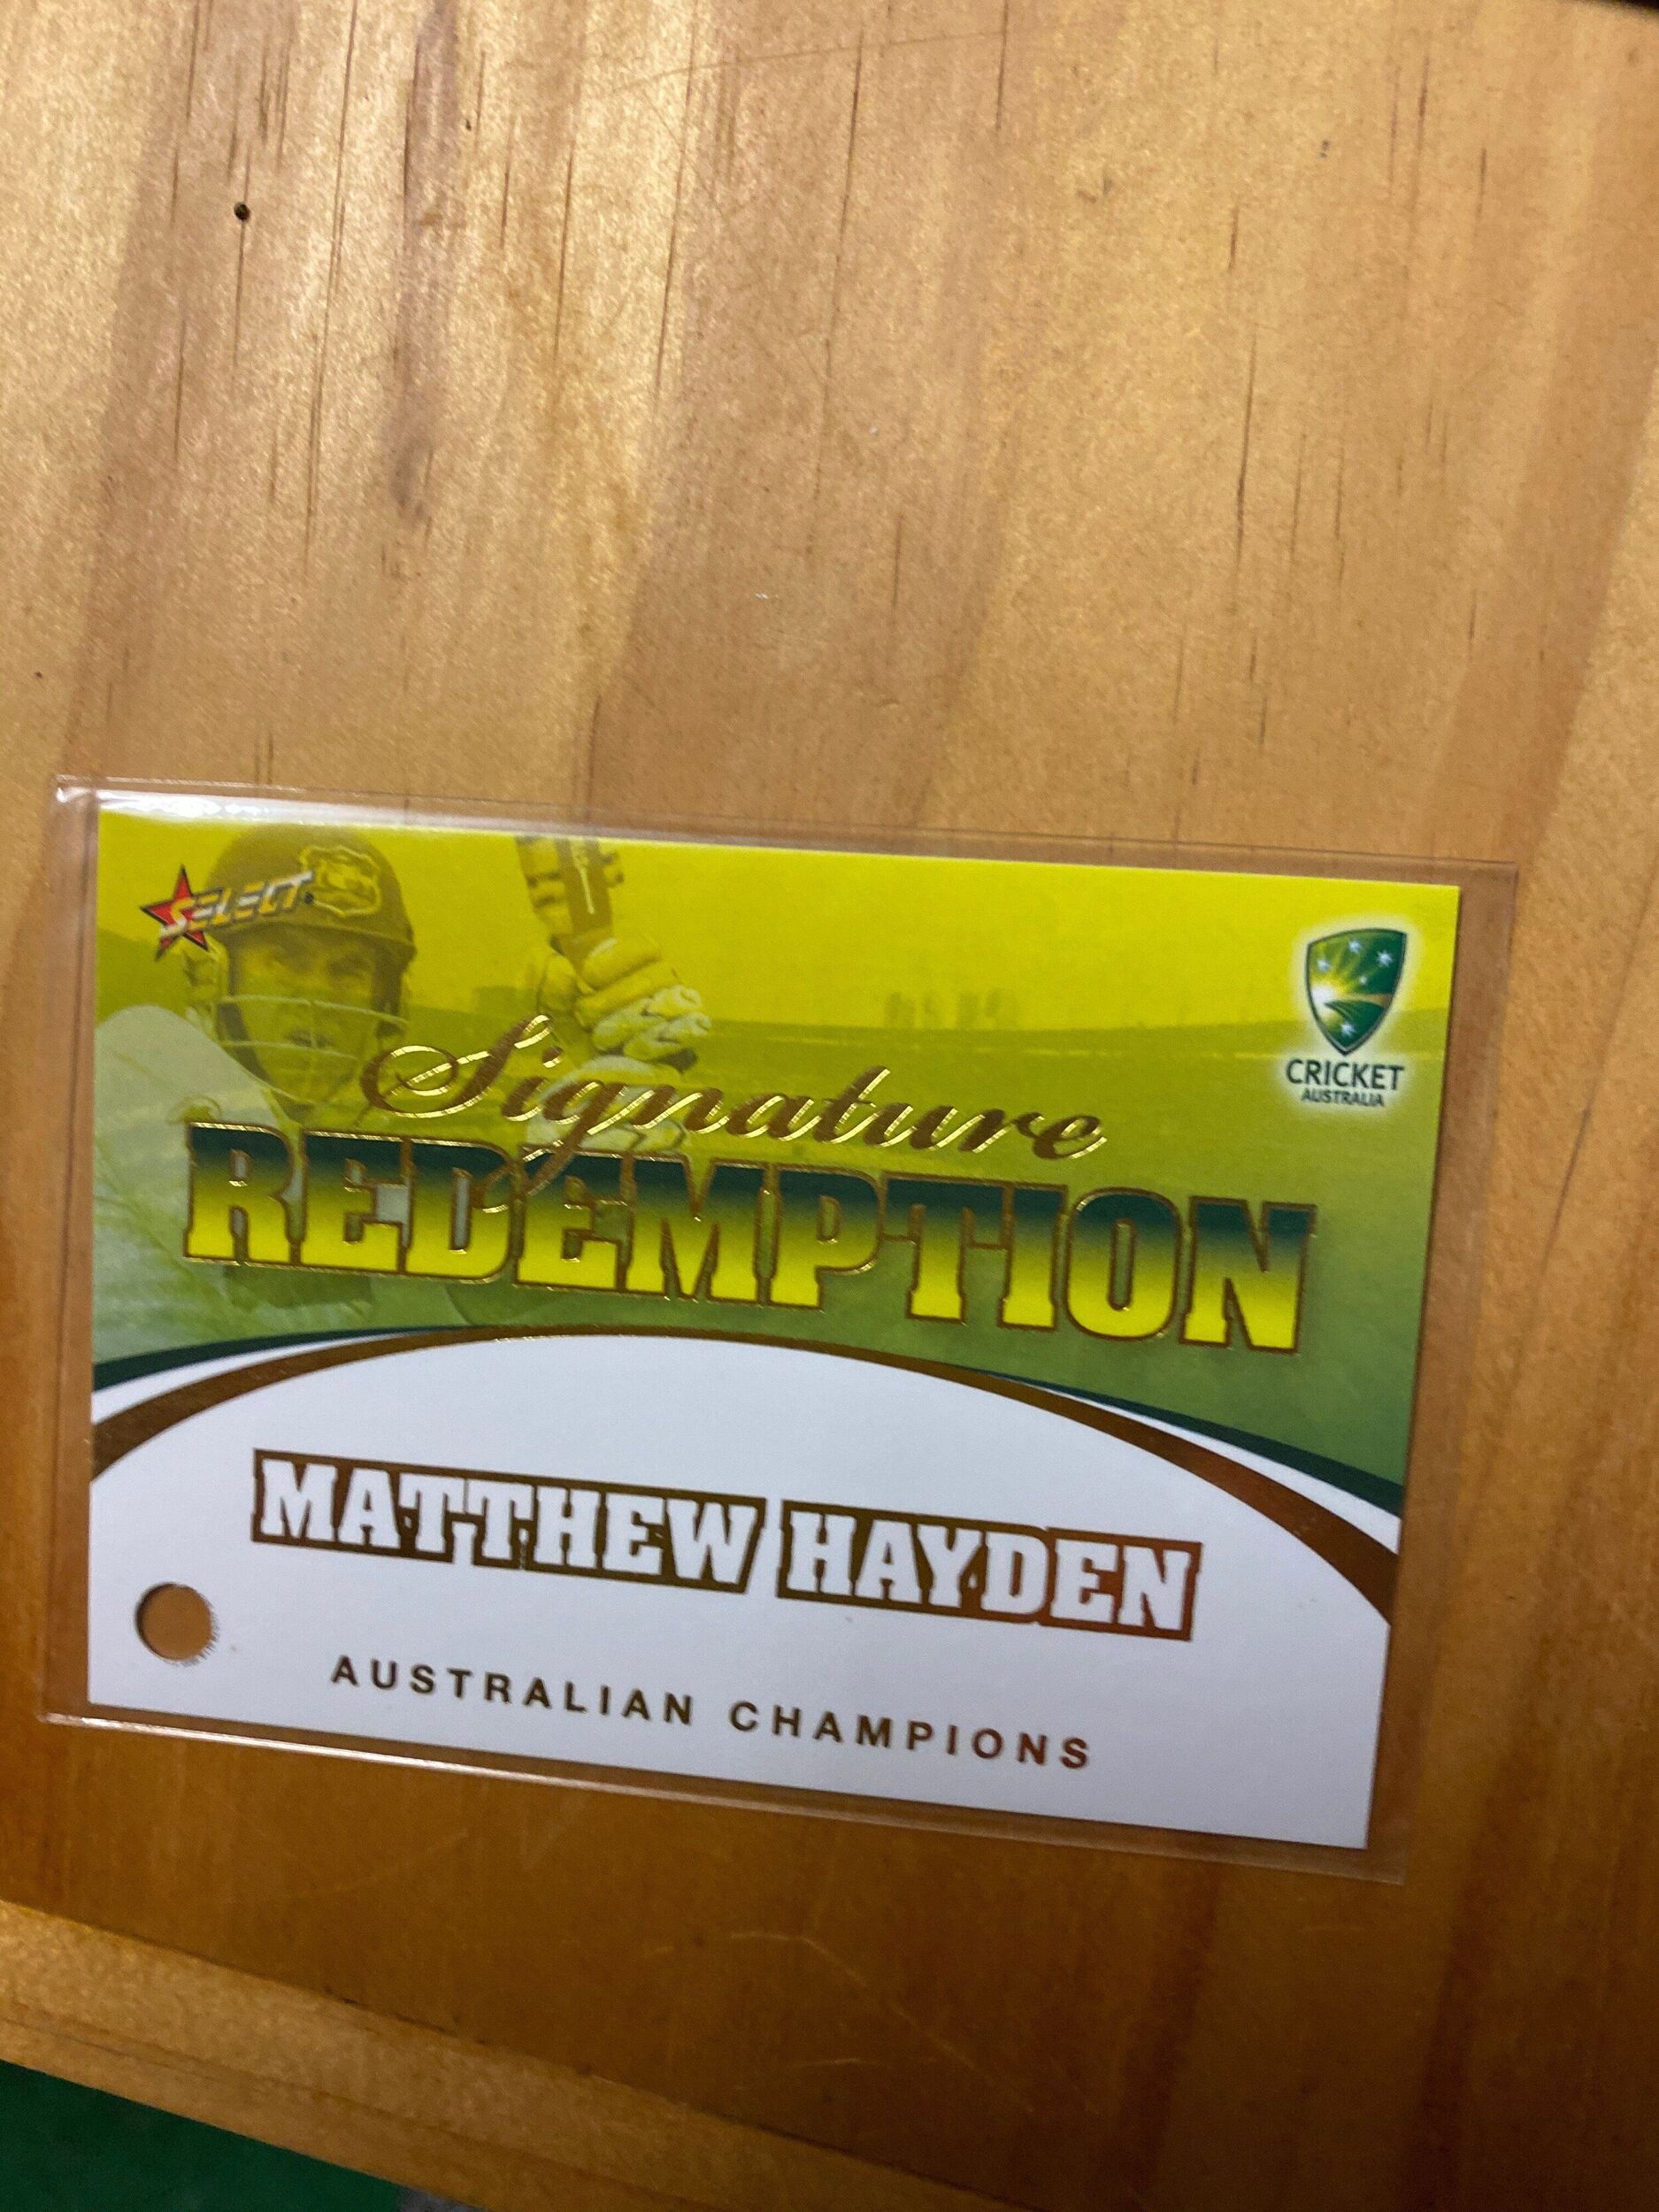 SELECT
CRICKET
AUSTRALIA
Signature
REDEMPTION
MATTHEW HAYDEN
AUSTRALIAN CHAMPIONS